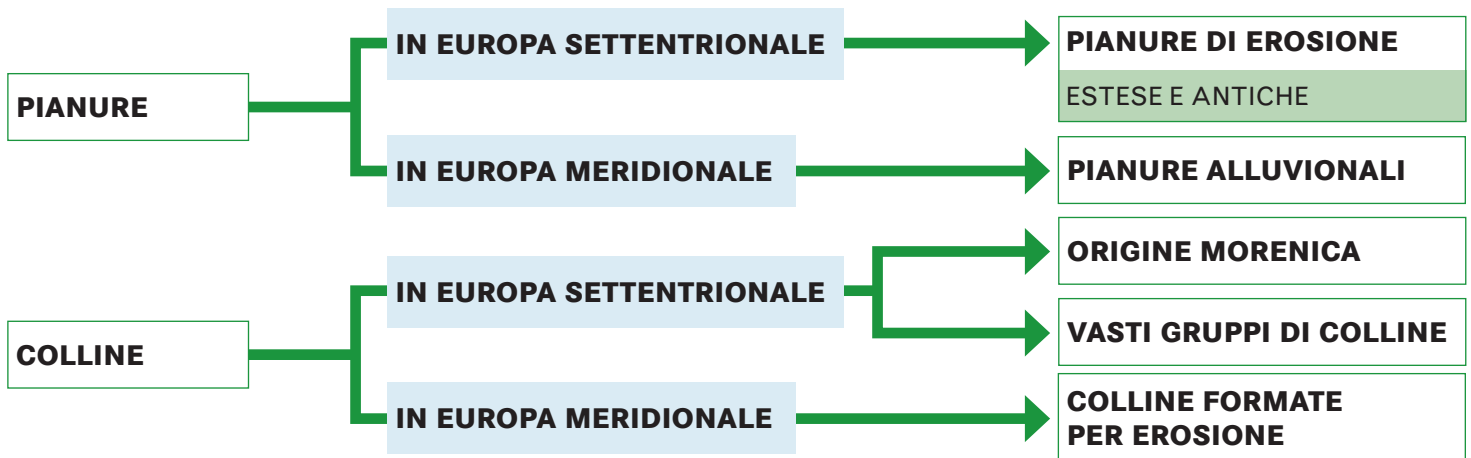 PIANURE
IN EUROPA SETTENTRIONALE
PIANURE DI EROSIONE
ESTESE E ANTICHE
IN EUROPA MERIDIONALE
PIANURE ALLUVIONALI
COLLINE
IN EUROPA SETTENTRIONALE
ORIGINE MORENICA
VASTI GRUPPI DI COLLINE
IN EUROPA MERIDIONALE
COLLINE FORMATE
PER EROSIONE